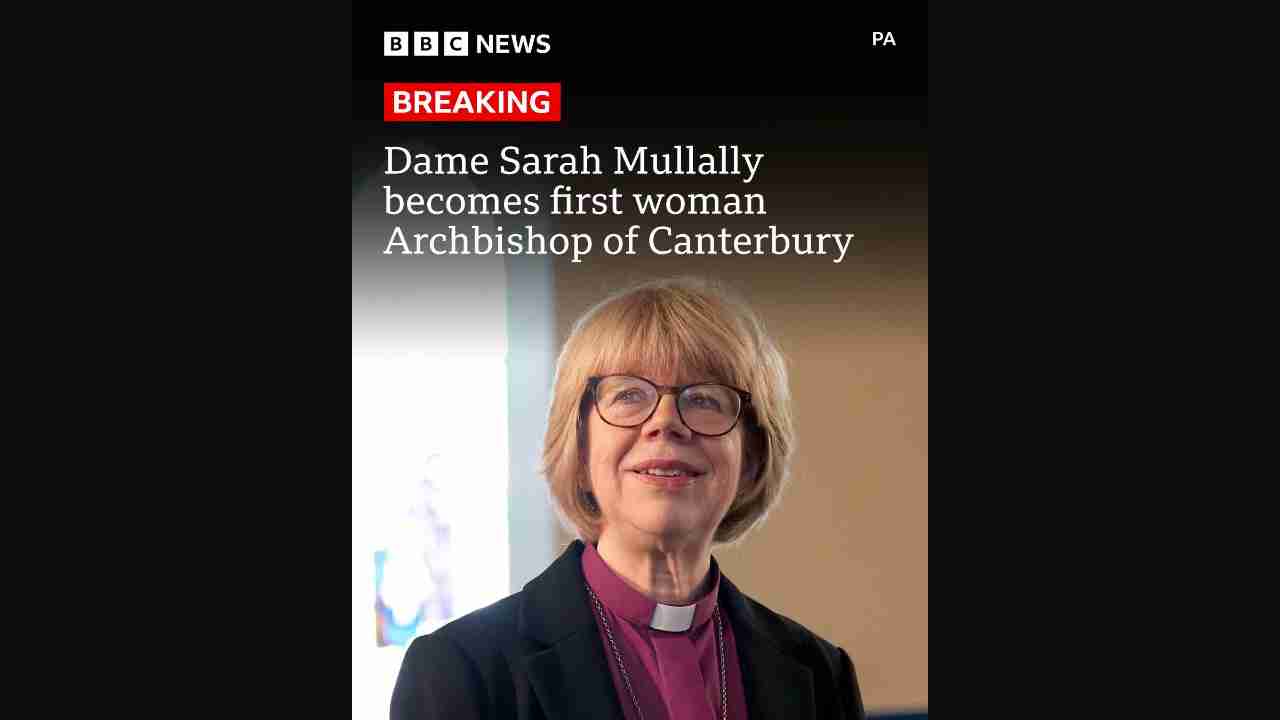 BBC NEWS
PA
BREAKING
Dame Sarah Mullally
becomes first woman
Archbishop of Canterbury